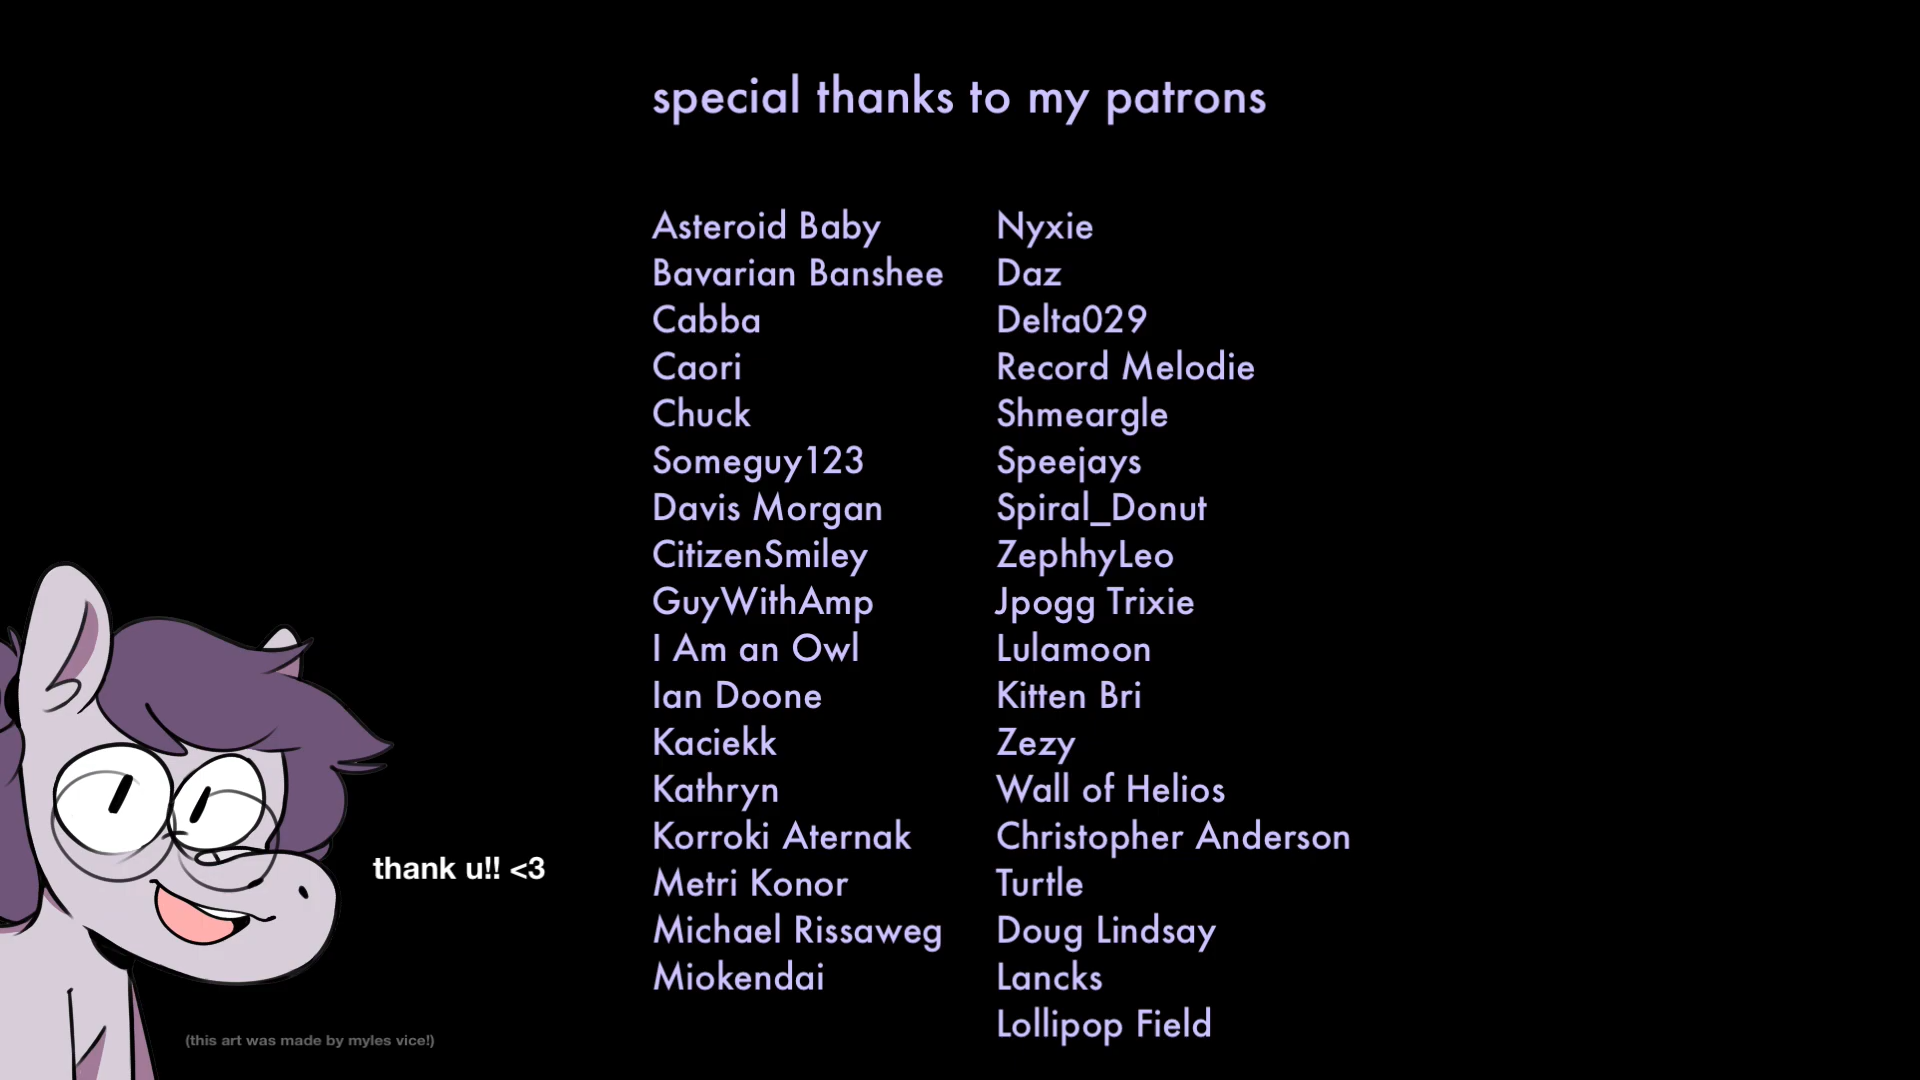 special thanks to my patrons
Asteroid Baby
Bavarian Banshee
Cabba
Caori
Chuck
Someguy123
Davis Morgan
CitizenSmiley
GuyWithAmp
I Am an Owl
Ian Doone
Kaciekk
Kathryn
Korroki Aternak
Metri Konor
Michael Rissaweg
Miokendai
Nyxie
Daz
Delta029
Record Melodie
Shmeargle
Speejays
Spiral_Donut
ZephhyLeo
Jpogg Trixie
Lulamoon
Kitten Bri
Zezy
Wall of Helios
Christopher Anderson
Turtle
Doug Lindsay
Lancks
Lollipop Field
thank u!! <3
(this art was made by myles vice!)